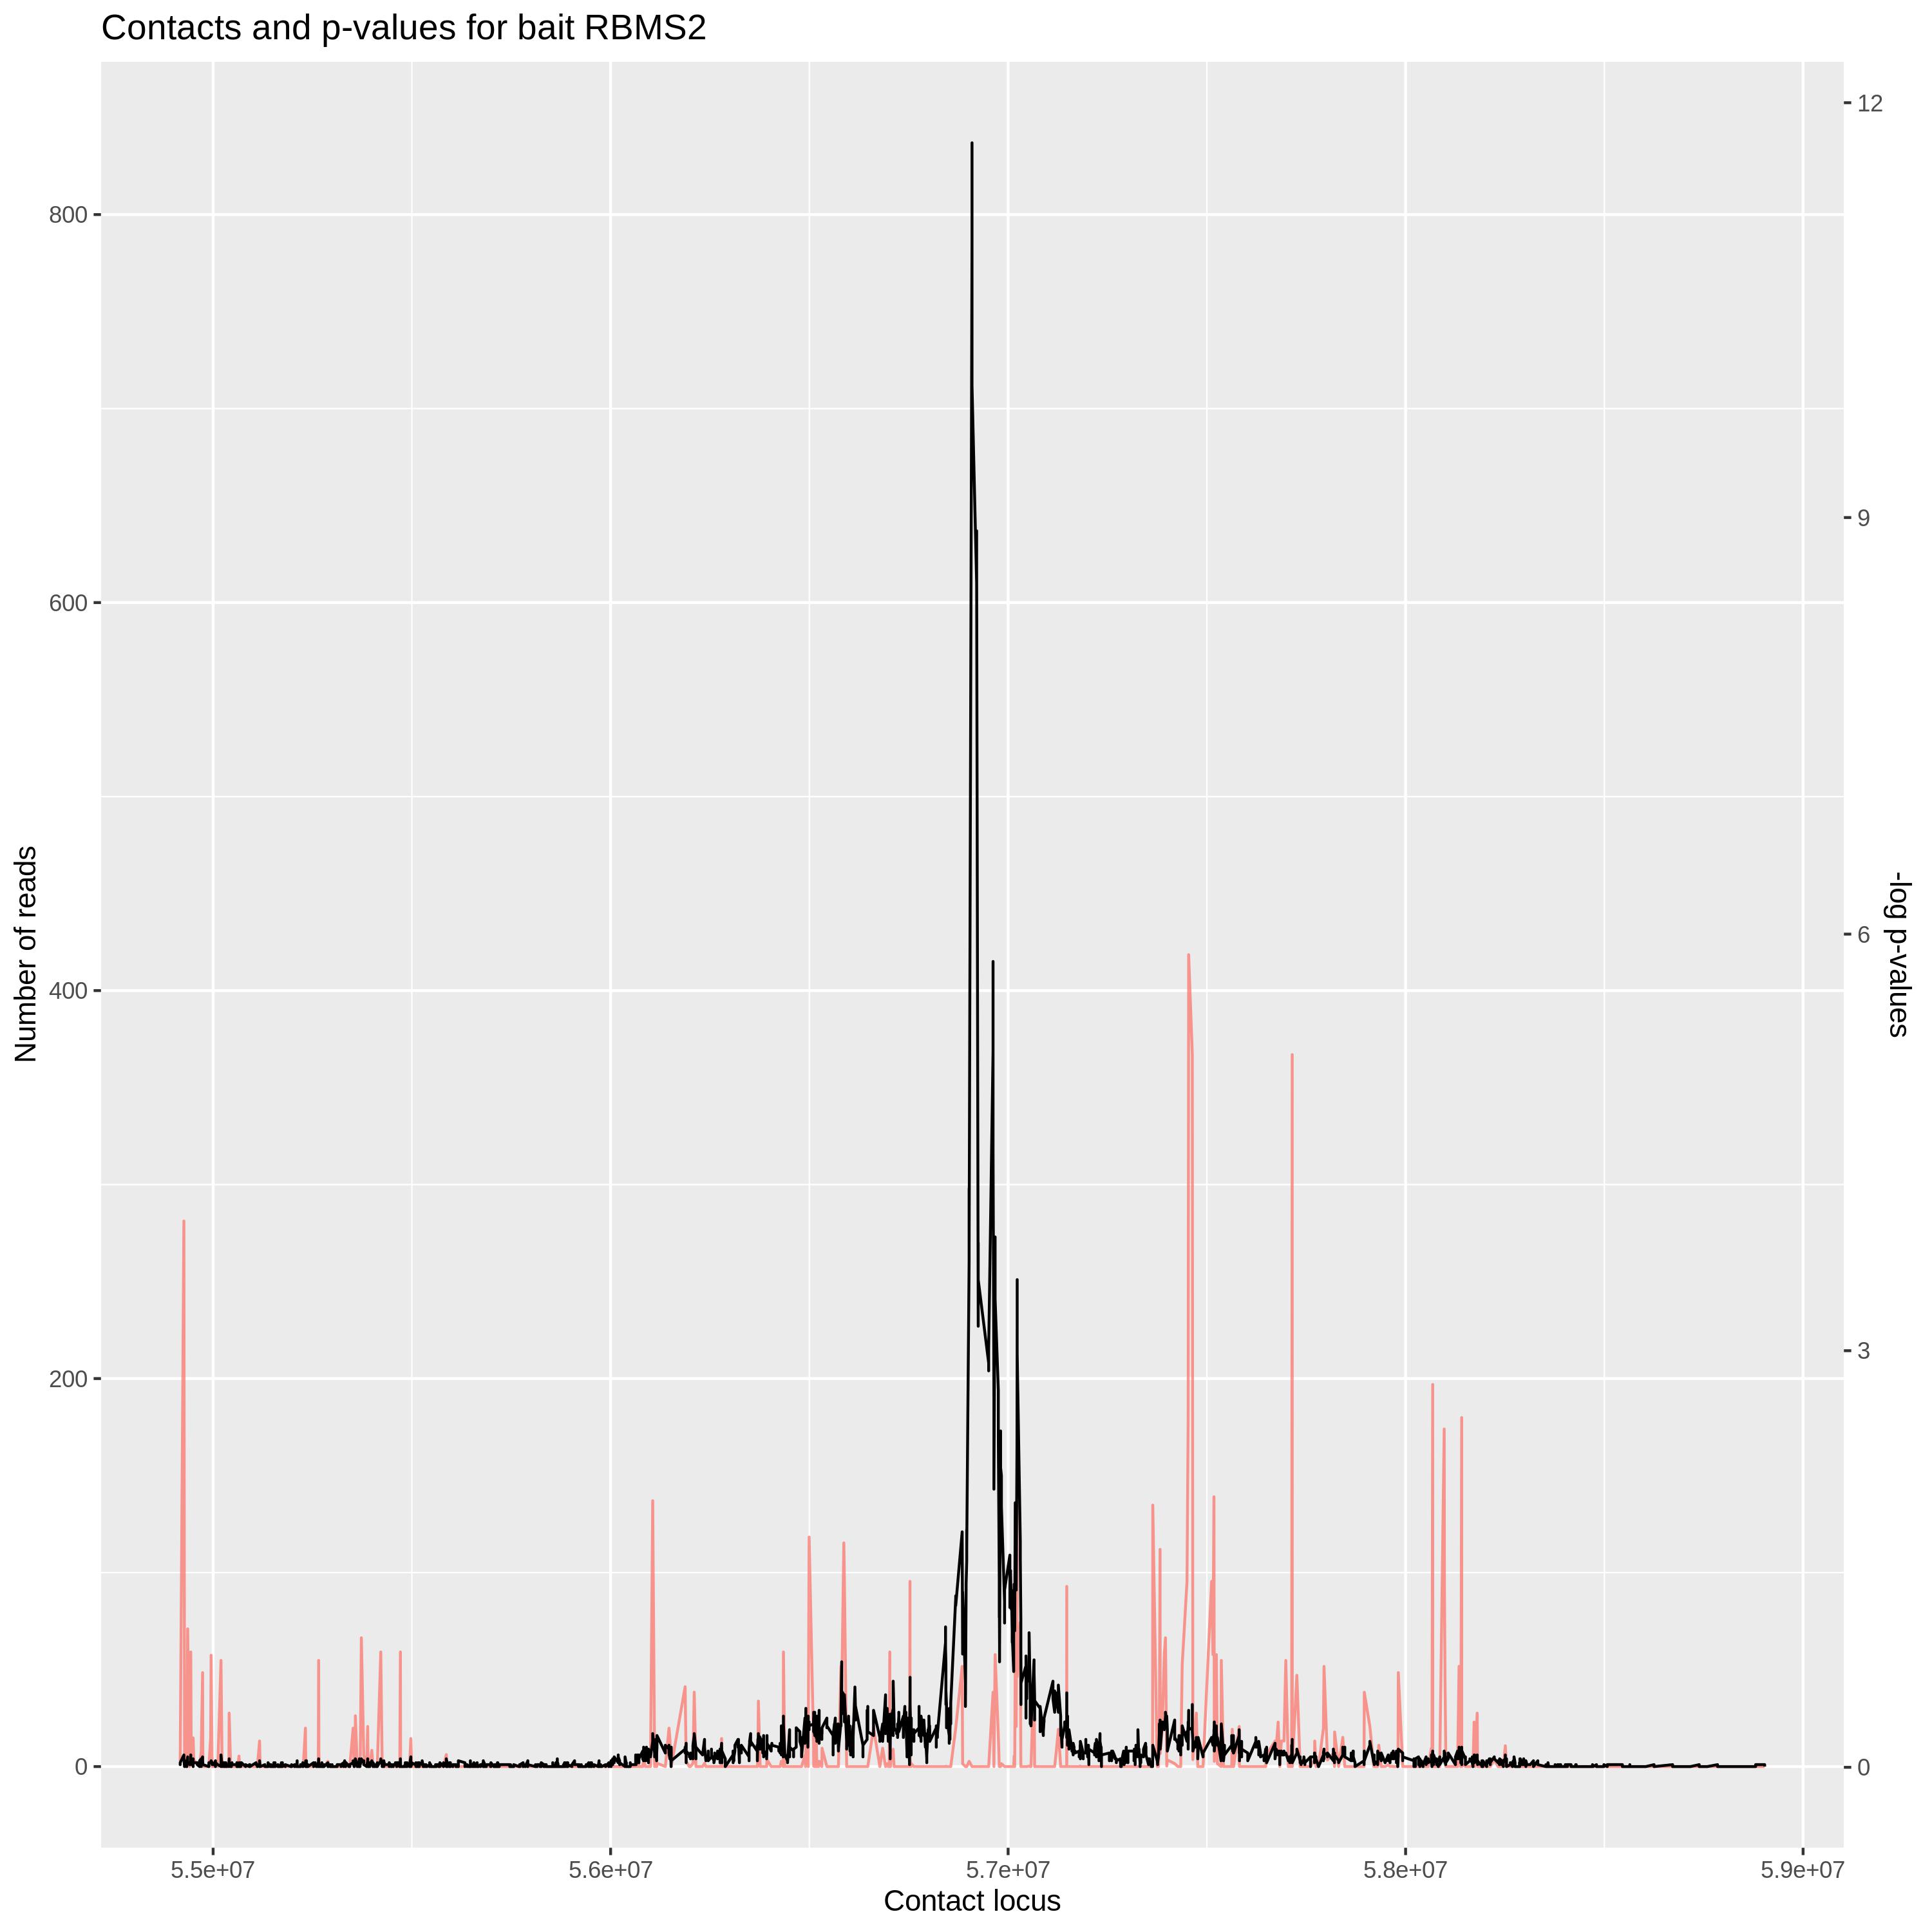 Contacts and p-values for bait RBMS2
800
600
400
200
0
Number of reads
12
9
6
3
0
-log p-values
5.5e+07
5.6e+07
5.7e+07
5.8e+07
5.9e+07
Contact locus